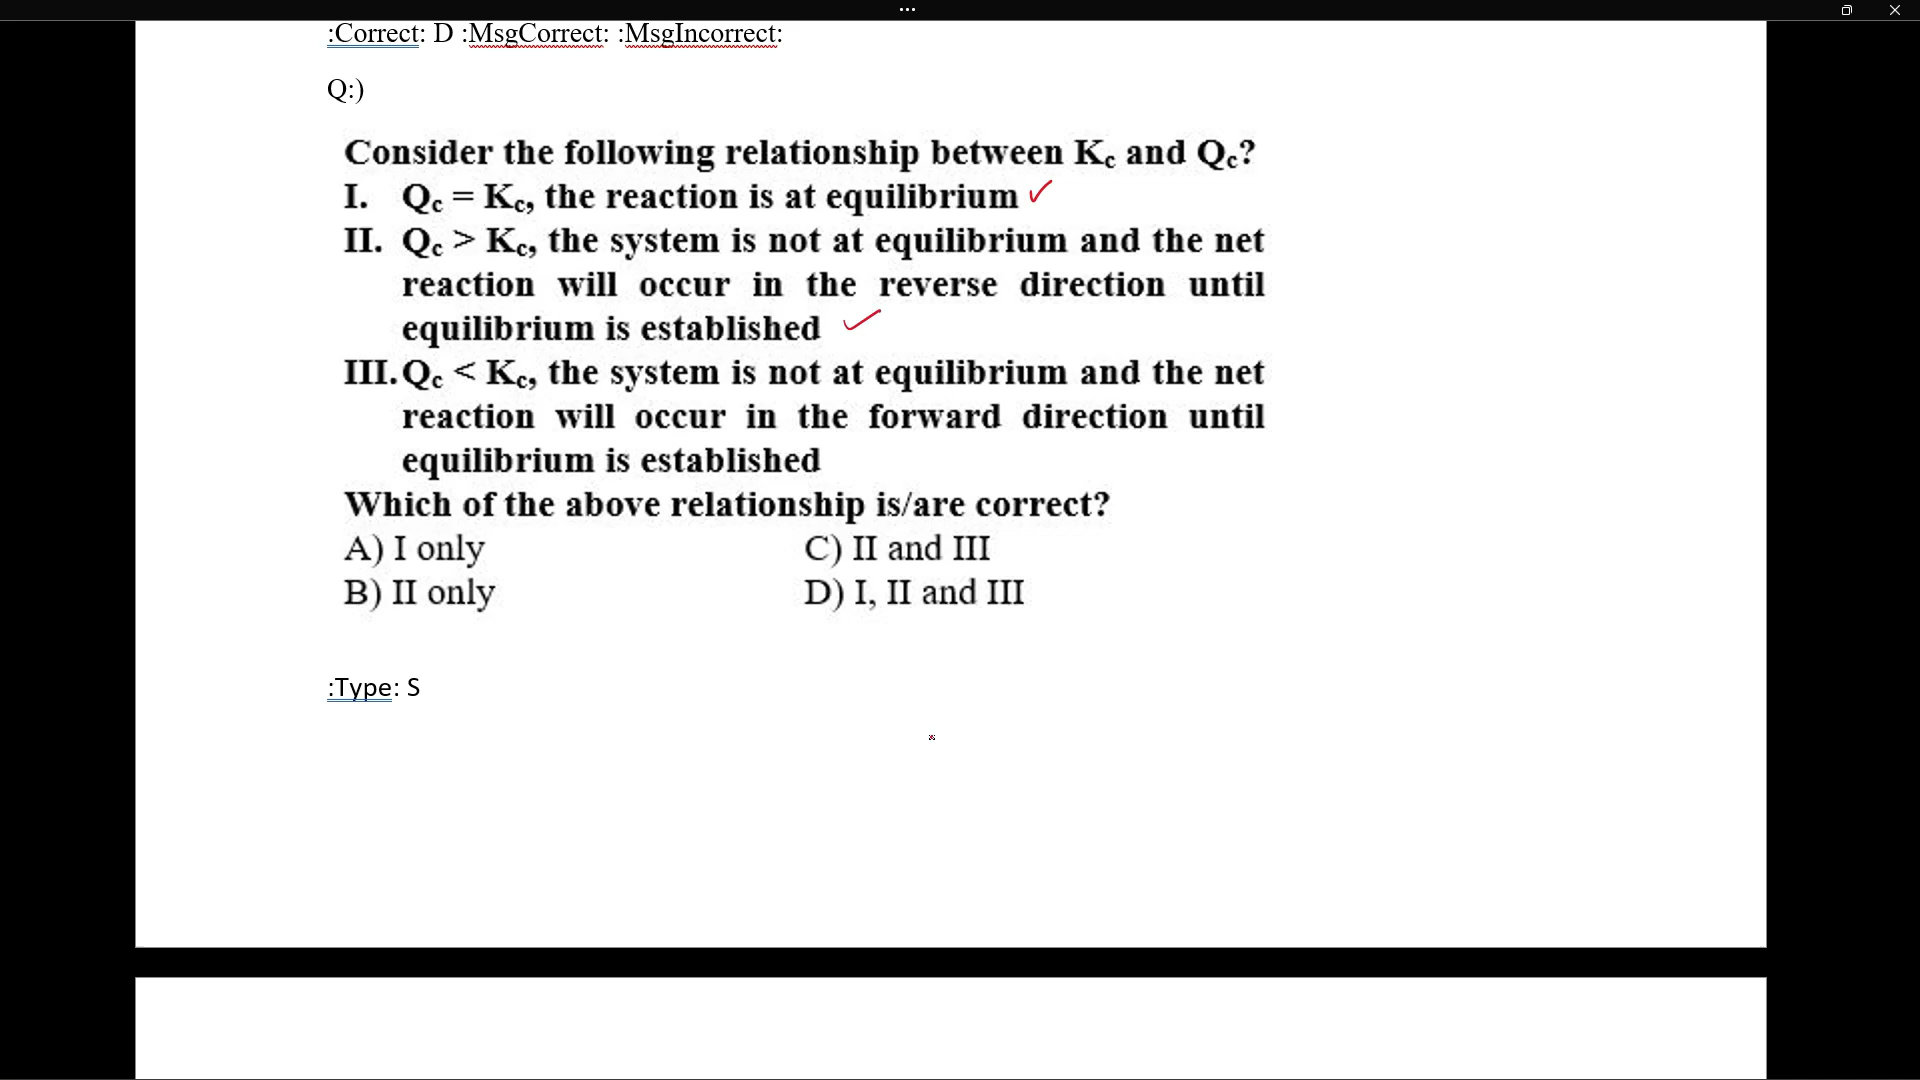 :Correct: D :MsgCorrect: :MsgIncorrect:
Q:)
Consider the following relationship between Kc and Qc?
I. Qc = Kc, the reaction is at equilibrium
II. Qc > Kc, the system is not at equilibrium and the net
reaction will occur in the reverse direction until
equilibrium is established
III. Qc < Kc, the system is not at equilibrium and the net
reaction will occur in the forward direction until
equilibrium is established
Which of the above relationship is/are correct?
A) I only C) II and III
B) II only D) I, II and III
:Type: S